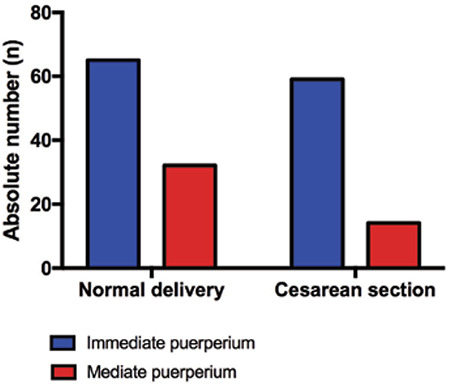 Absolute number (n)
80
60
40
20
0
Normal delivery
Cesarean section
Immediate puerperium
Mediate puerperium